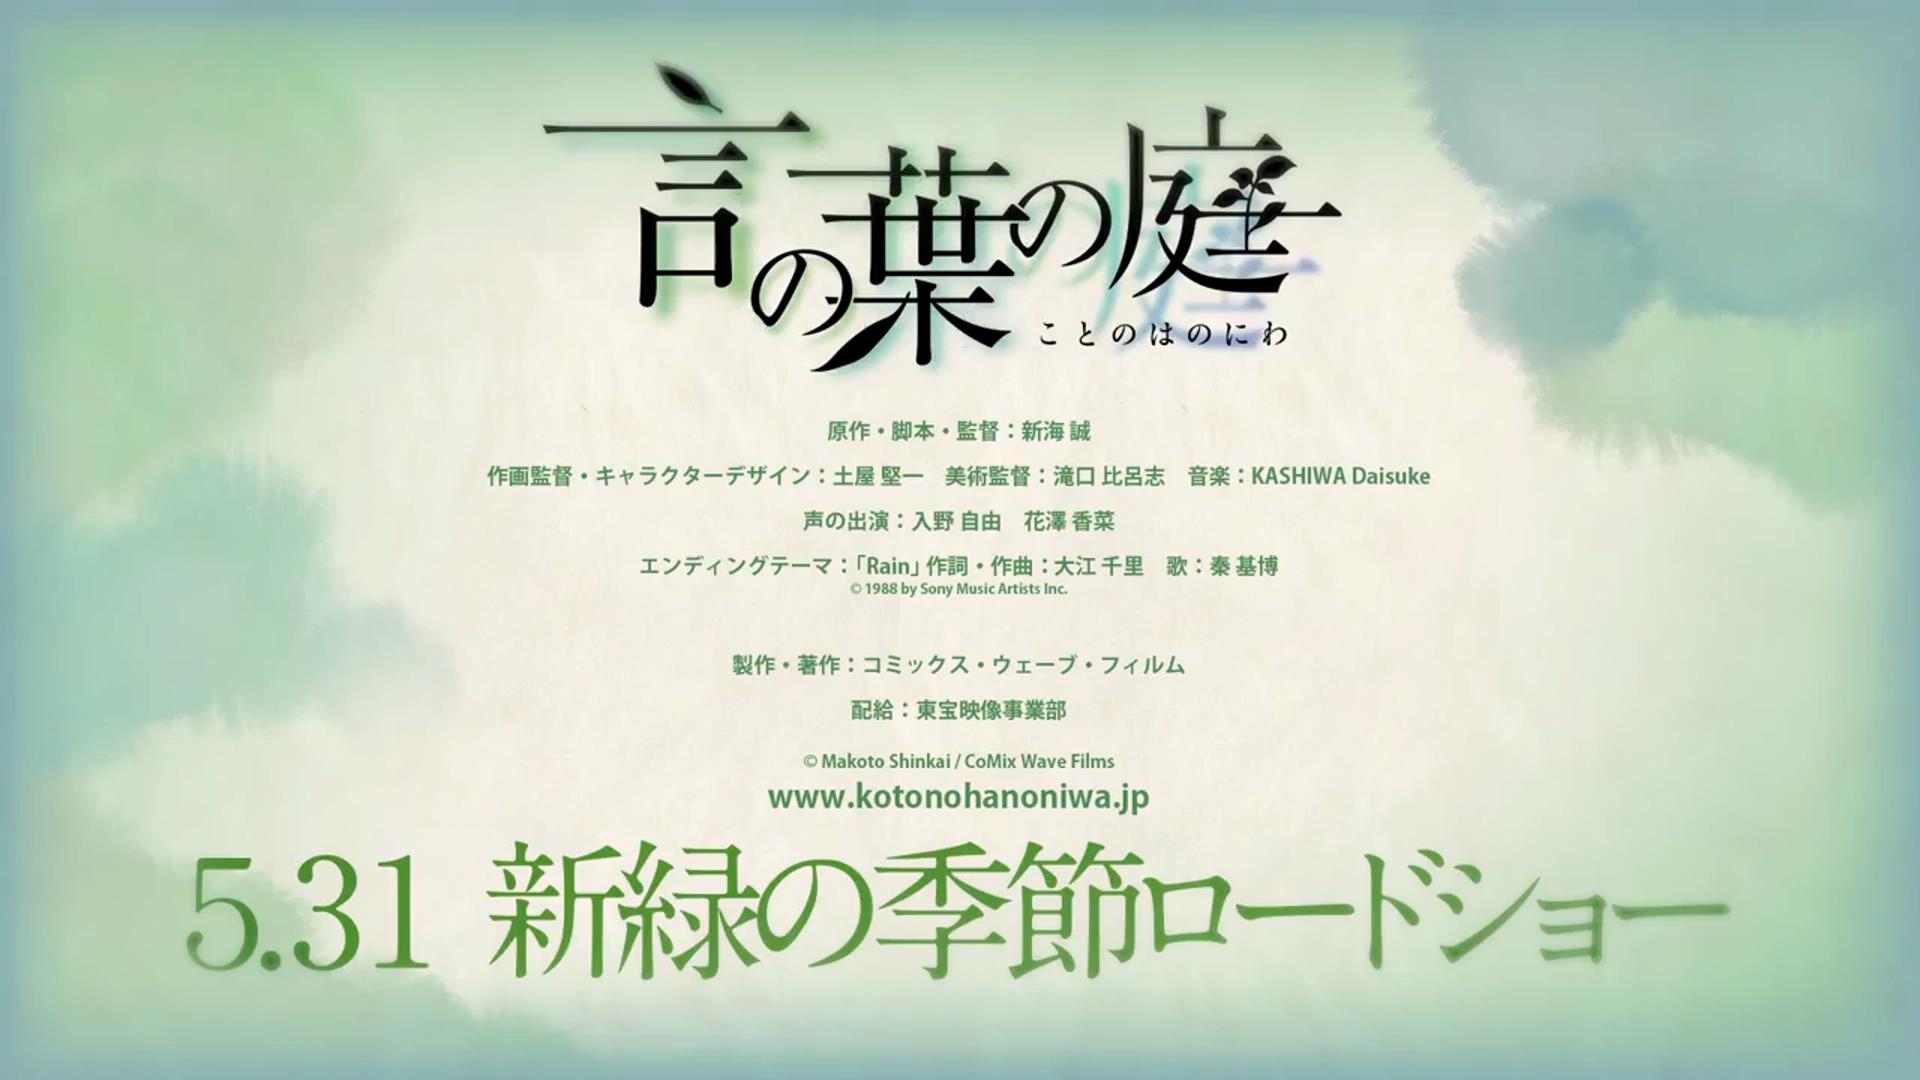 言の葉の庭
ことのはのにわ
原作・脚本・監督：新海 誠
作画監督・キャラクターデザイン：土屋 堅一　美術監督：滝口 比呂志　音楽：KASHIWA Daisuke
声の出演：入野 自由　花澤 香菜
エンディングテーマ：「Rain」 作詞・作曲：大江 千里　歌：秦 基博
© 1988 by Sony Music Artists Inc.
製作・著作：コミックス・ウェーブ・フィルム
配給：東宝映像事業部
© Makoto Shinkai / CoMix Wave Films
www.kotonohanoniwa.jp
5.31 新緑の季節ロードショー